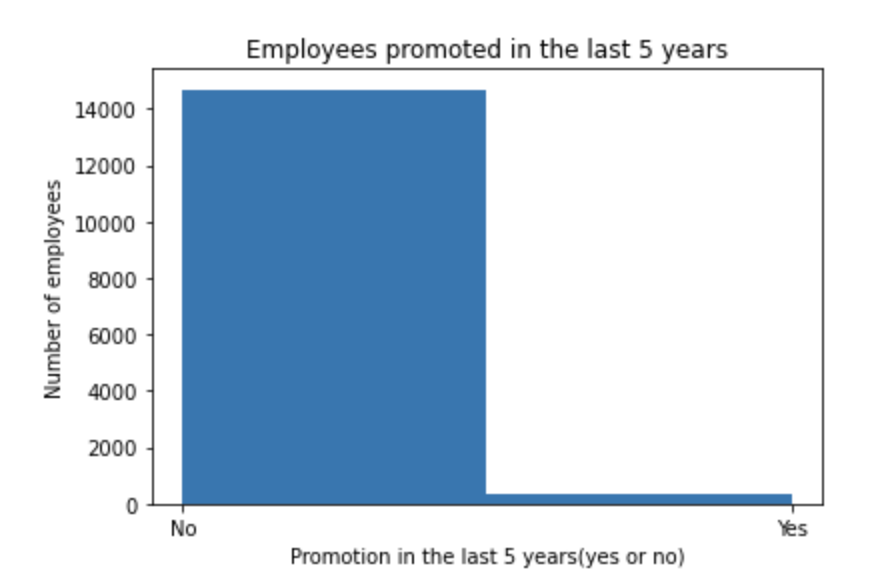 Employees promoted in the last 5 years
14000
12000
10000
8000
6000
4000
2000
0
Number of employees
No
Yes
Promotion in the last 5 years(yes or no)